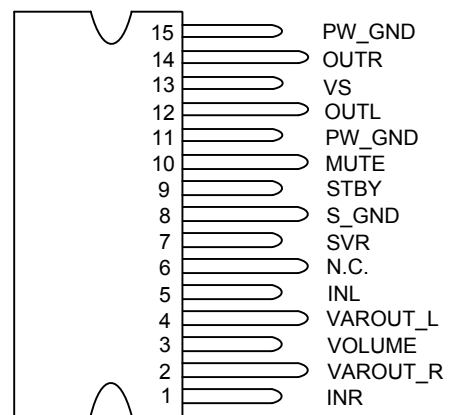 15 PW_GND
14 OUTR
13 VS
12 OUTL
11 PW_GND
10 MUTE
9 STBY
8 S_GND
7 SVR
6 N.C.
5 INL
4 VAROUT_L
3 VOLUME
2 VAROUT_R
1 INR